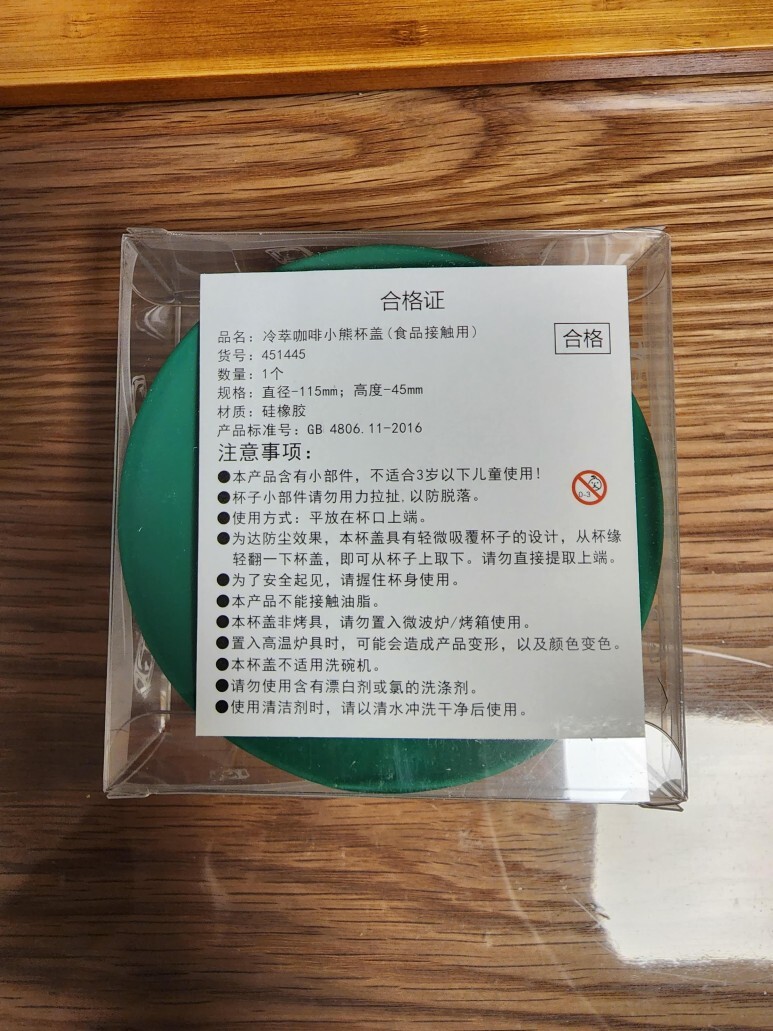 合格证
品名：冷萃咖啡小熊杯盖(食品接触用)
合格
货号：451445
数量：1个
规格：直径-115mm；高度-45mm
材质：硅橡胶
产品标准号：GB 4806.11-2016
注意事项：
●本产品含有小部件，不适合3岁以下儿童使用！
0-3
●杯子小部件请勿用力拉扯,以防脱落。
●使用方式：平放在杯口上端。
●为达防尘效果，本杯盖具有轻微吸覆杯子的设计，从杯缘
轻翻一下杯盖，即可从杯子上取下。请勿直接提取上端。
●为了安全起见，请握住杯身使用。
●本产品不能接触油脂。
●本杯盖非烤具，请勿置入微波炉/烤箱使用。
●置入高温炉具时，可能会造成产品变形，以及颜色变色。
●本杯盖不适用洗碗机。
●请勿使用含有漂白剂或氯的洗涤剂。
●使用清洁剂时，请以清水冲洗干净后使用。